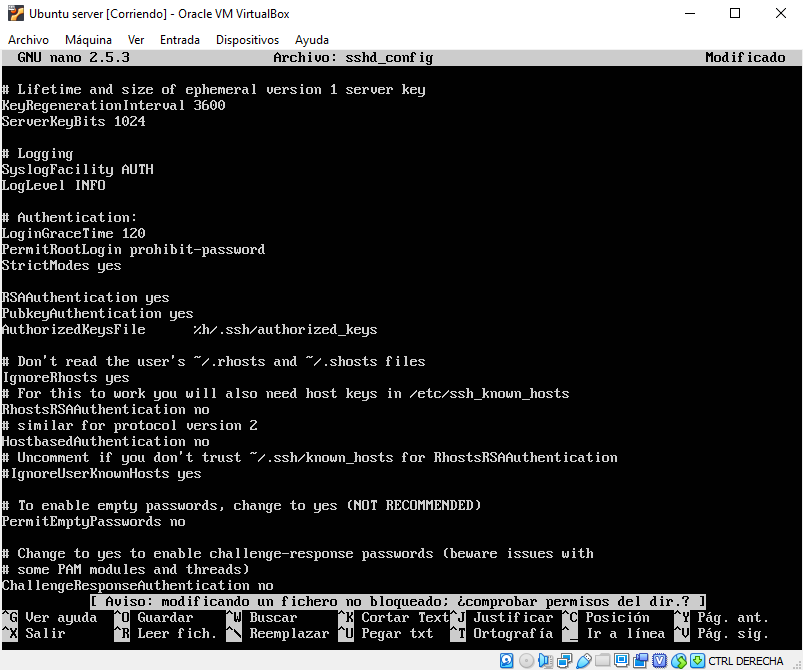 Ubuntu server [Corriendo] - Oracle VM VirtualBox
Archivo Máquina Ver Entrada Dispositivos Ayuda
GNU nano 2.5.3 Archivo: sshd_config Modificado
# Lifetime and size of ephemeral version 1 server key
KeyRegenerationInterval 3600
ServerKeyBits 1024
# Logging
SyslogFacility AUTH
LogLevel INFO
# Authentication:
LoginGraceTime 120
PermitRootLogin prohibit-password
StrictModes yes
RSAAuthentication yes
PubkeyAuthentication yes
AuthorizedKeysFile %h/.ssh/authorized_keys
# Don't read the user's ~/.rhosts and ~/.shosts files
IgnoreRhosts yes
# For this to work you will also need host keys in /etc/ssh_known_hosts
RhostsRSAAuthentication no
# similar for protocol version 2
HostbasedAuthentication no
# Uncomment if you don't trust ~/.ssh/known_hosts for RhostsRSAAuthentication
#IgnoreUserKnownHosts yes
# To enable empty passwords, change to yes (NOT RECOMMENDED)
PermitEmptyPasswords no
# Change to yes to enable challenge-response passwords (beware issues with
# some PAM modules and threads)
ChallengeResponseAuthentication no
[ Aviso: modificando un fichero no bloqueado; ¿comprobar permisos del dir.? ]
^G Ver ayuda ^O Guardar ^W Buscar ^K Cortar Text ^J Justificar ^C Posición ^Y Pág. ant.
^X Salir ^R Leer fich. ^\ Reemplazar ^U Pegar txt ^T Ortografía ^_ Ir a línea ^V Pág. sig.
CTRL DERECHA